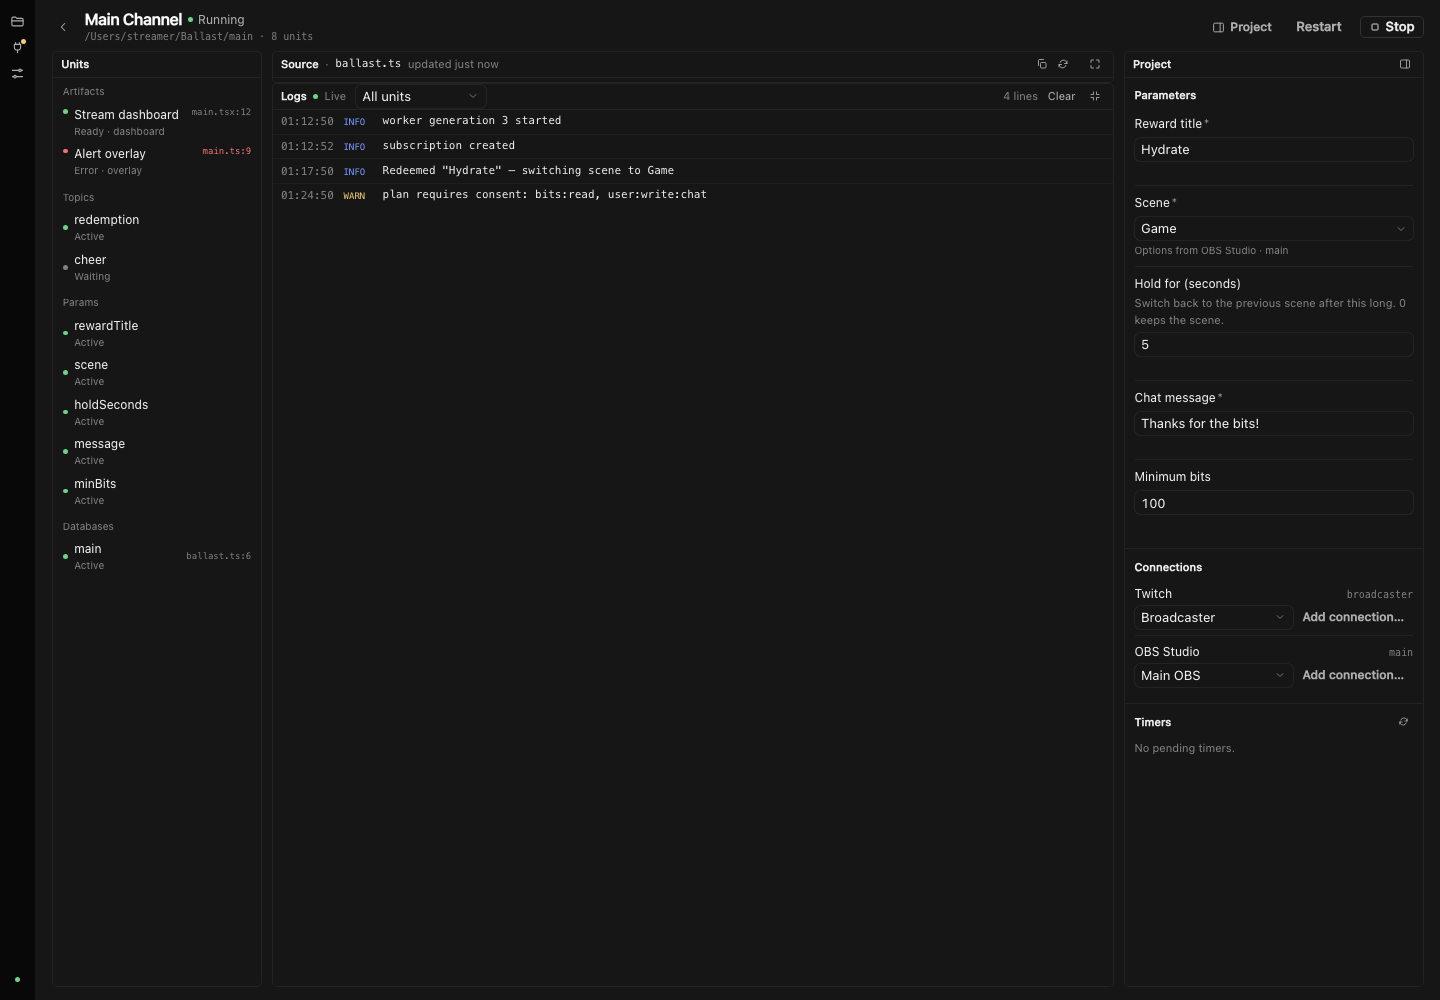 Main Channel Running
/Users/streamer/Ballast/main · 8 units
Project
Restart
Stop
Units
Artifacts
Stream dashboard main.tsx:12
Ready · dashboard
Alert overlay main.ts:9
Error · overlay
Topics
redemption
Active
cheer
Waiting
Params
rewardTitle
Active
scene
Active
holdSeconds
Active
message
Active
minBits
Active
Databases
main ballast.ts:6
Active
Source · ballast.ts updated just now
Logs Live All units 4 lines Clear
01:12:50 INFO worker generation 3 started
01:12:52 INFO subscription created
01:17:50 INFO Redeemed "Hydrate" — switching scene to Game
01:24:50 WARN plan requires consent: bits:read, user:write:chat
Project
Parameters
Reward title *
Hydrate
Scene *
Game
Options from OBS Studio · main
Hold for (seconds)
Switch back to the previous scene after this long. 0
keeps the scene.
5
Chat message *
Thanks for the bits!
Minimum bits
100
Connections
Twitch broadcaster
Broadcaster Add connection...
OBS Studio main
Main OBS Add connection...
Timers
No pending timers.